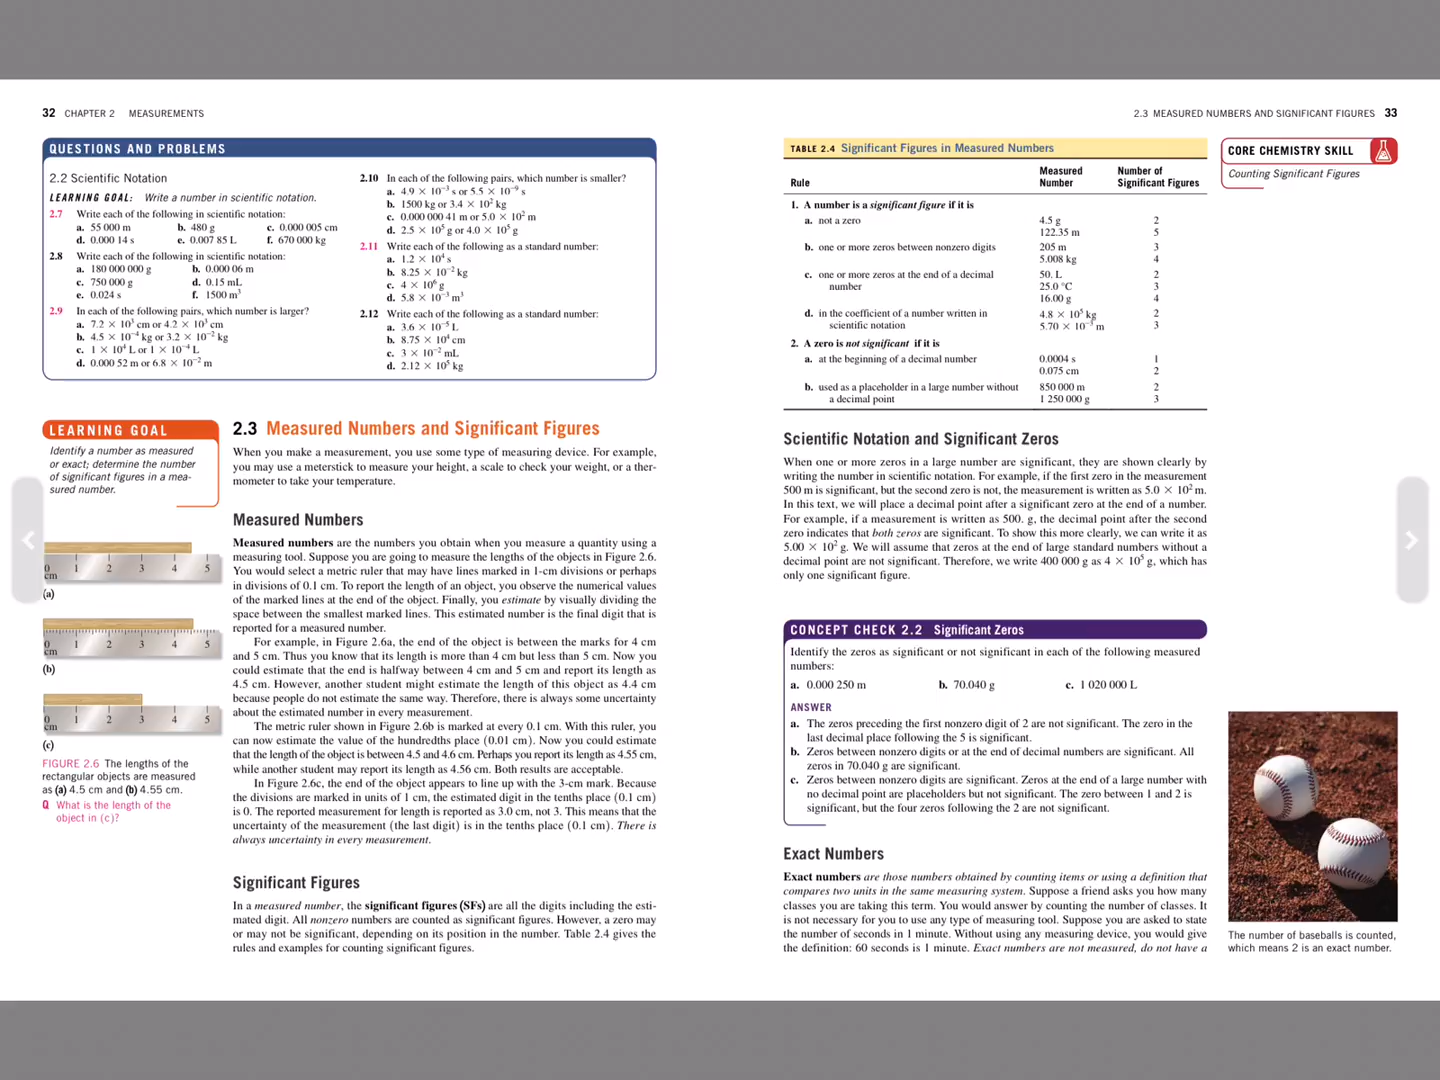 32 CHAPTER 2 MEASUREMENTS
QUESTIONS AND PROBLEMS
2.2 Scientific Notation
LEARNING GOAL: Write a number in scientific notation.
2.7 Write each of the following in scientific notation:
a. 55 000 m b. 480 g c. 0.000 005 cm
d. 0.000 14 s e. 0.007 85 L f. 670 000 kg
2.8 Write each of the following in scientific notation:
a. 180 000 000 g b. 0.000 06 m
c. 750 000 g d. 0.15 mL
e. 0.024 s f. 1500 m³
2.9 In each of the following pairs, which number is larger?
a. 7.2 × 10³ cm or 4.2 × 10³ cm
b. 4.5 × 10⁻⁴ kg or 3.2 × 10⁻² kg
c. 1 × 10⁴ L or 1 × 10⁻⁴ L
d. 0.000 52 m or 6.8 × 10⁻² m
2.10 In each of the following pairs, which number is smaller?
a. 4.9 × 10⁻³ s or 5.5 × 10⁻⁹ s
b. 1500 kg or 3.4 × 10² kg
c. 0.000 000 41 m or 5.0 × 10² m
d. 2.5 × 10⁵ g or 4.0 × 10⁵ g
2.11 Write each of the following as a standard number:
a. 1.2 × 10⁴ s
b. 8.25 × 10⁻² kg
c. 4 × 10⁶ g
d. 5.8 × 10⁻³ m³
2.12 Write each of the following as a standard number:
a. 3.6 × 10⁻⁵ L
b. 8.75 × 10⁴ cm
c. 3 × 10⁻² mL
d. 2.12 × 10⁵ kg
LEARNING GOAL
Identify a number as measured
or exact; determine the number
of significant figures in a mea-
sured number.
0 1 2 3 4 5
cm
(a)
0 1 2 3 4 5
cm
(b)
0 1 2 3 4 5
cm
(c)
FIGURE 2.6 The lengths of the
rectangular objects are measured
as (a) 4.5 cm and (b) 4.55 cm.
Q What is the length of the
object in (c)?
2.3 Measured Numbers and Significant Figures
When you make a measurement, you use some type of measuring device. For example,
you may use a meterstick to measure your height, a scale to check your weight, or a ther-
mometer to take your temperature.
Measured Numbers
Measured numbers are the numbers you obtain when you measure a quantity using a
measuring tool. Suppose you are going to measure the lengths of the objects in Figure 2.6.
You would select a metric ruler that may have lines marked in 1-cm divisions or perhaps
in divisions of 0.1 cm. To report the length of an object, you observe the numerical values
of the marked lines at the end of the object. Finally, you estimate by visually dividing the
space between the smallest marked lines. This estimated number is the final digit that is
reported for a measured number.
For example, in Figure 2.6a, the end of the object is between the marks for 4 cm
and 5 cm. Thus you know that its length is more than 4 cm but less than 5 cm. Now you
could estimate that the end is halfway between 4 cm and 5 cm and report its length as
4.5 cm. However, another student might estimate the length of this object as 4.4 cm
because people do not estimate the same way. Therefore, there is always some uncertainty
about the estimated number in every measurement.
The metric ruler shown in Figure 2.6b is marked at every 0.1 cm. With this ruler, you
can now estimate the value of the hundredths place (0.01 cm). Now you could estimate
that the length of the object is between 4.5 and 4.6 cm. Perhaps you report its length as 4.55 cm,
while another student may report its length as 4.56 cm. Both results are acceptable.
In Figure 2.6c, the end of the object appears to line up with the 3-cm mark. Because
the divisions are marked in units of 1 cm, the estimated digit in the tenths place (0.1 cm)
is 0. The reported measurement for length is reported as 3.0 cm, not 3. This means that the
uncertainty of the measurement (the last digit) is in the tenths place (0.1 cm). There is
always uncertainty in every measurement.
Significant Figures
In a measured number, the significant figures (SFs) are all the digits including the esti-
mated digit. All nonzero numbers are counted as significant figures. However, a zero may
or may not be significant, depending on its position in the number. Table 2.4 gives the
rules and examples for counting significant figures.
2.3 MEASURED NUMBERS AND SIGNIFICANT FIGURES 33
TABLE 2.4 Significant Figures in Measured Numbers
Rule Measured Number Number of Significant Figures
1. A number is a significant figure if it is
a. not a zero 4.5 g 2
122.35 m 5
b. one or more zeros between nonzero digits 205 m 3
5.008 kg 4
c. one or more zeros at the end of a decimal 50. L 2
number 25.0 °C 3
16.00 g 4
d. in the coefficient of a number written in 4.8 × 10⁵ kg 2
scientific notation 5.70 × 10⁻³ m 3
2. A zero is not significant if it is
a. at the beginning of a decimal number 0.0004 s 1
0.075 cm 2
b. used as a placeholder in a large number without 850 000 m 2
a decimal point 1 250 000 g 3
CORE CHEMISTRY SKILL
Counting Significant Figures
Scientific Notation and Significant Zeros
When one or more zeros in a large number are significant, they are shown clearly by
writing the number in scientific notation. For example, if the first zero in the measurement
500 m is significant, but the second zero is not, the measurement is written as 5.0 × 10² m.
In this text, we will place a decimal point after a significant zero at the end of a number.
For example, if a measurement is written as 500. g, the decimal point after the second
zero indicates that both zeros are significant. To show this more clearly, we can write it as
5.00 × 10² g. We will assume that zeros at the end of large standard numbers without a
decimal point are not significant. Therefore, we write 400 000 g as 4 × 10⁵ g, which has
only one significant figure.
CONCEPT CHECK 2.2 Significant Zeros
Identify the zeros as significant or not significant in each of the following measured
numbers:
a. 0.000 250 m b. 70.040 g c. 1 020 000 L
ANSWER
a. The zeros preceding the first nonzero digit of 2 are not significant. The zero in the
last decimal place following the 5 is significant.
b. Zeros between nonzero digits or at the end of decimal numbers are significant. All
zeros in 70.040 g are significant.
c. Zeros between nonzero digits are significant. Zeros at the end of a large number with
no decimal point are placeholders but not significant. The zero between 1 and 2 is
significant, but the four zeros following the 2 are not significant.
Exact Numbers
Exact numbers are those numbers obtained by counting items or using a definition that
compares two units in the same measuring system. Suppose a friend asks you how many
classes you are taking this term. You would answer by counting the number of classes. It
is not necessary for you to use any type of measuring tool. Suppose you are asked to state
the number of seconds in 1 minute. Without using any measuring device, you would give
the definition: 60 seconds is 1 minute. Exact numbers are not measured, do not have a
The number of baseballs is counted,
which means 2 is an exact number.